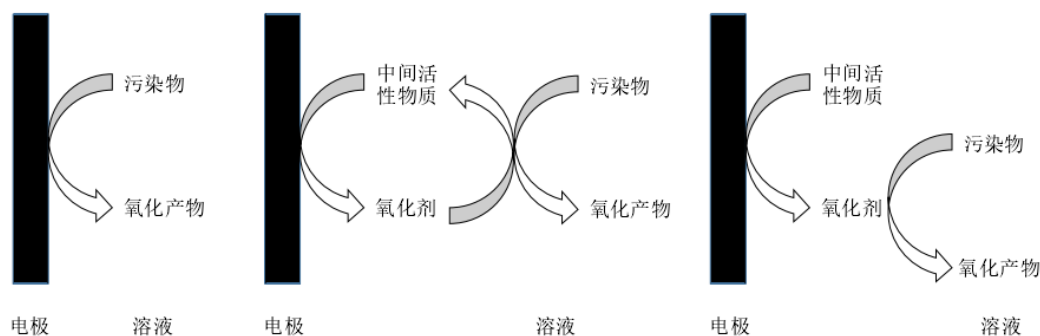 污染物
氧化产物
电极
溶液
中间活
性物质
氧化剂
污染物
氧化产物
电极
溶液
中间活
性物质
氧化剂
污染物
氧化产物
电极
溶液